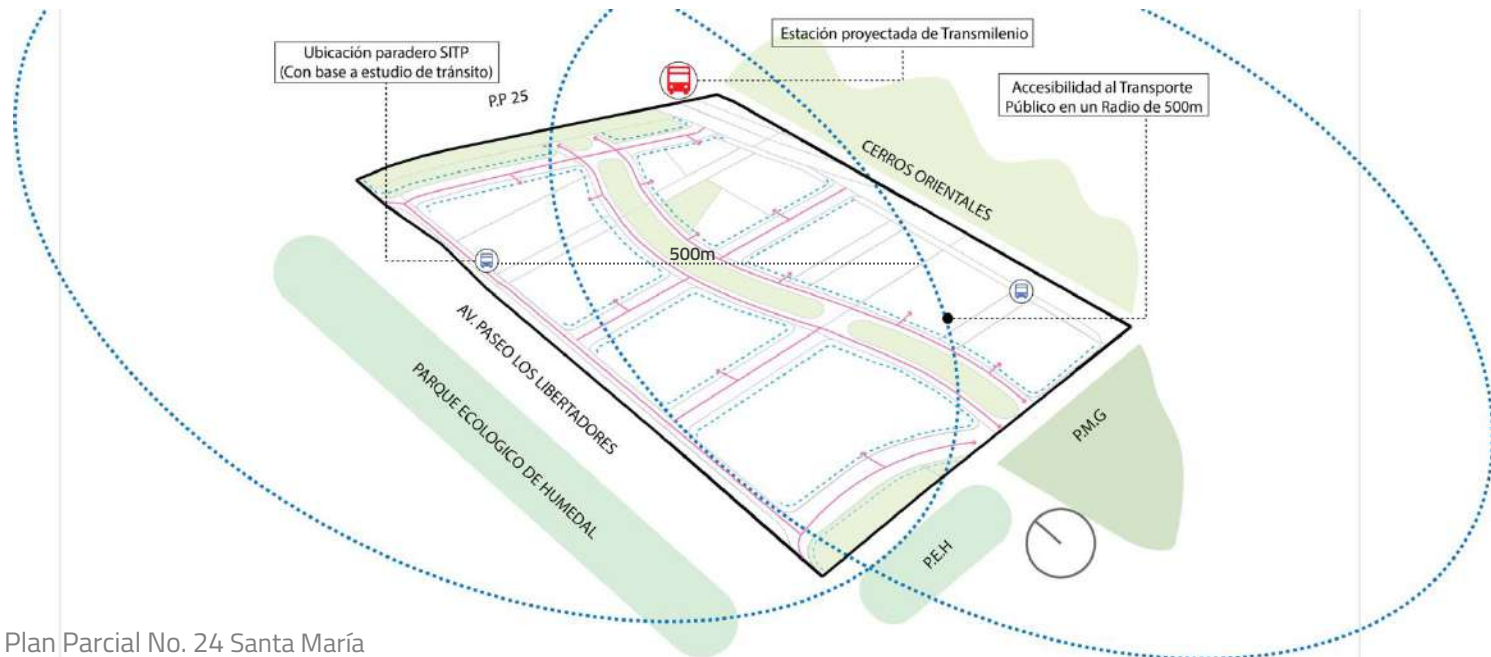 Estación proyectada de Transmilenio
Ubicación paradero SITP
(Con base a estudio de tránsito)
Accesibilidad al Transporte
Público en un Radio de 500m
P.P 25
CERROS ORIENTALES
500m
AV. PASEO LOS LIBERTADORES
PARQUE ECOLOGICO DE HUMEDAL
P.M.G
P.E.H
Plan Parcial No. 24 Santa María